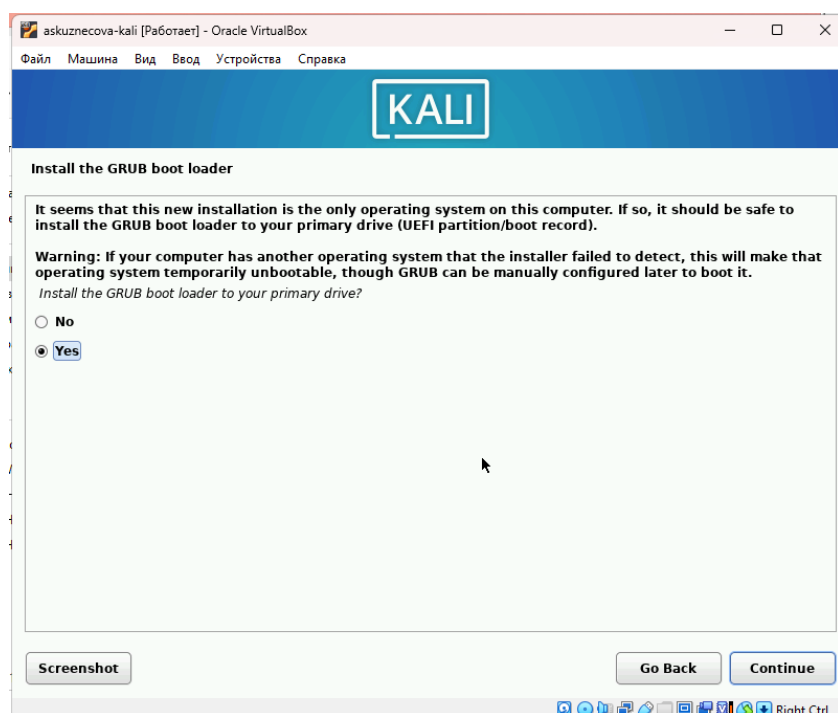 askuznecova-kali [Работает] - Oracle VirtualBox
Файл Машина Вид Ввод Устройства Справка
KALI
Install the GRUB boot loader
It seems that this new installation is the only operating system on this computer. If so, it should be safe to
install the GRUB boot loader to your primary drive (UEFI partition/boot record).
Warning: If your computer has another operating system that the installer failed to detect, this will make that
operating system temporarily unbootable, though GRUB can be manually configured later to boot it.
Install the GRUB boot loader to your primary drive?
No
Yes
Screenshot Go Back Continue
Right Ctrl